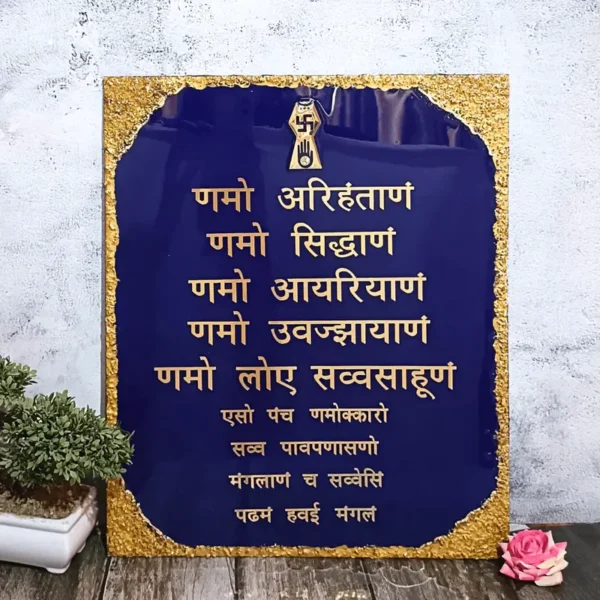 णमो अरिहंताणं
णमो सिद्धाणं
णमो आयरियाणं
णमो उवज्झायाणं
णमो लोए सव्वसाहूणं
एसो पंच णमोक्कारो
सव्व पावपणासणो
मंगलाणं च सव्वेसिं
पढमं हवई मंगलं